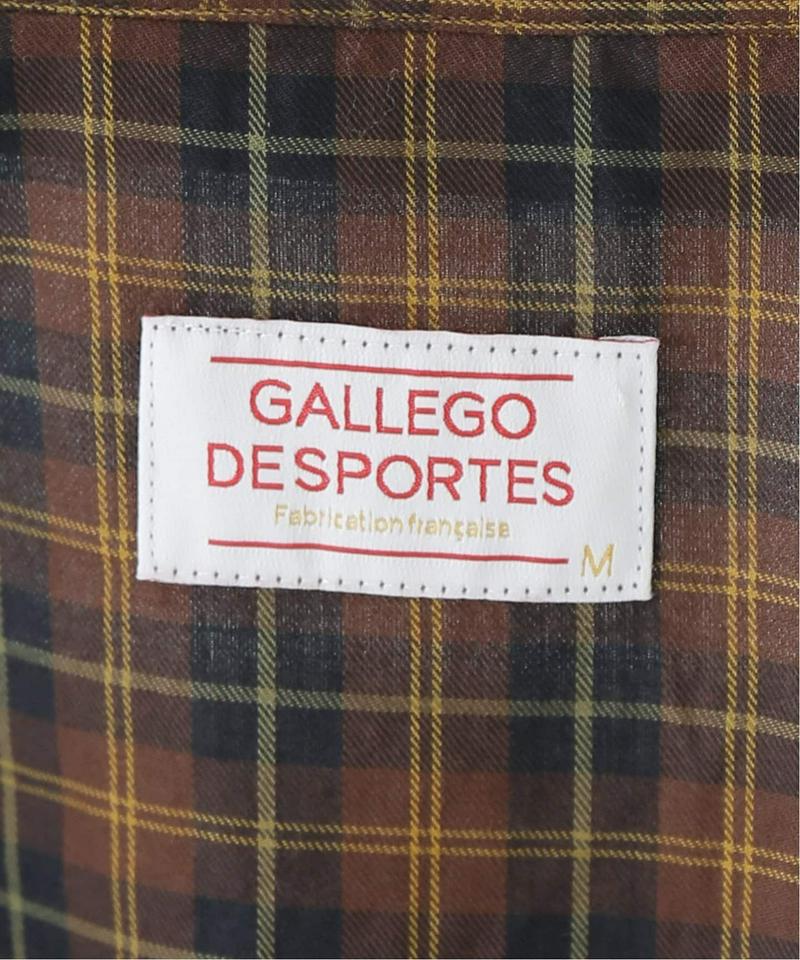 GALLEGO
DESPORTES
Fabrication française
M